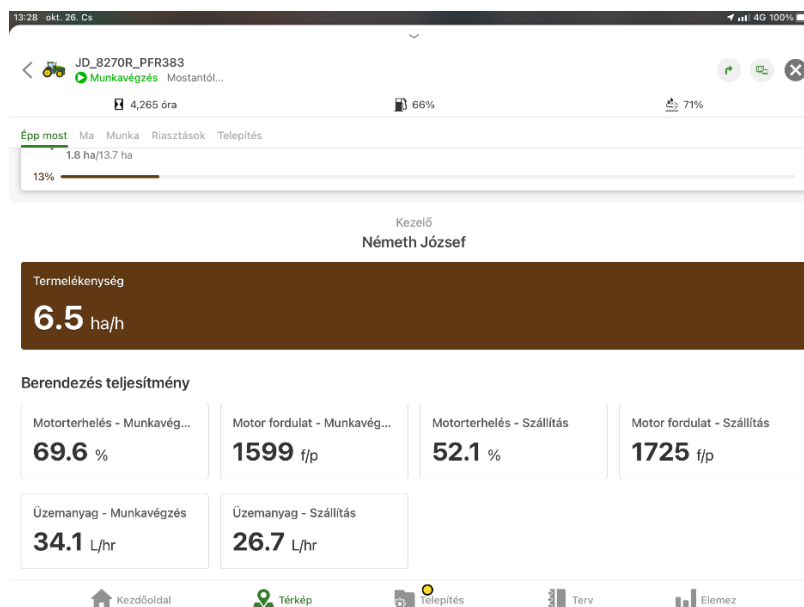 13:28 okt. 26. Cs
4G 100%
JD_8270R_PFR383
Munkavégzés Mostantól...
4,265 óra
66%
71%
Épp most Ma Munka Riasztások Telepítés
1.8 ha/13.7 ha
13%
Kezelő
Németh József
Termelékenység
6.5 ha/h
Berendezés teljesítmény
Motorterhelés - Munkavég... Motor fordulat - Munkavég... Motorterhelés - Szállítás Motor fordulat - Szállítás
69.6 % 1599 f/p 52.1 % 1725 f/p
Üzemanyag - Munkavégzés Üzemanyag - Szállítás
34.1 L/hr 26.7 L/hr
Kezdőoldal Térkép Telepítés Terv Elemez